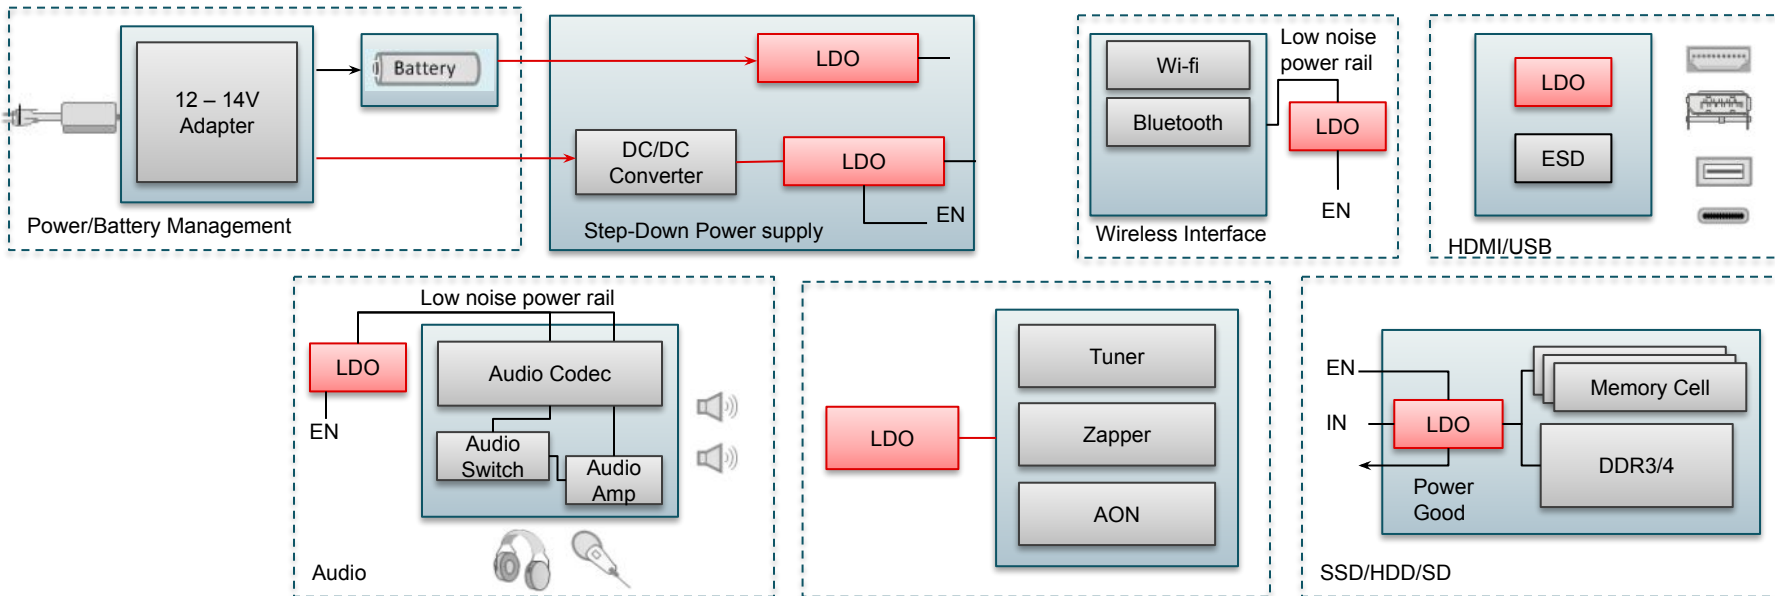 12 – 14V
Adapter
Battery
Power/Battery Management
LDO
DC/DC
Converter
LDO
EN
Step-Down Power supply
Wi-fi
Bluetooth
Low noise
power rail
LDO
EN
Wireless Interface
LDO
ESD
HDMI/USB
Low noise power rail
LDO
EN
Audio Codec
Audio
Switch
Audio
Amp
Audio
LDO
Tuner
Zapper
AON
EN
IN
LDO
Power
Good
Memory Cell
DDR3/4
SSD/HDD/SD